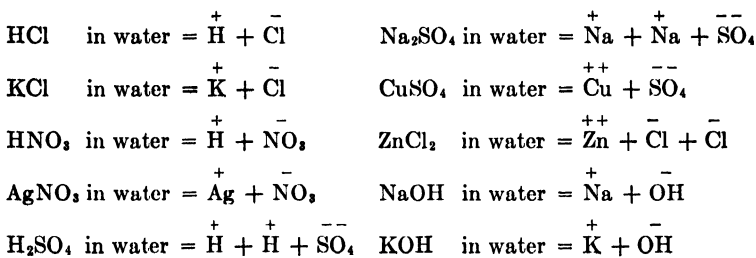 HCl in water = H⁺ + Cl⁻
KCl in water = K⁺ + Cl⁻
HNO₃ in water = H⁺ + NO₃⁻
AgNO₃ in water = Ag⁺ + NO₃⁻
H₂SO₄ in water = H⁺ + H⁺ + SO₄⁻⁻
Na₂SO₄ in water = Na⁺ + Na⁺ + SO₄⁻⁻
CuSO₄ in water = Cu⁺⁺ + SO₄⁻⁻
ZnCl₂ in water = Zn⁺⁺ + Cl⁻ + Cl⁻
NaOH in water = Na⁺ + OH⁻
KOH in water = K⁺ + OH⁻